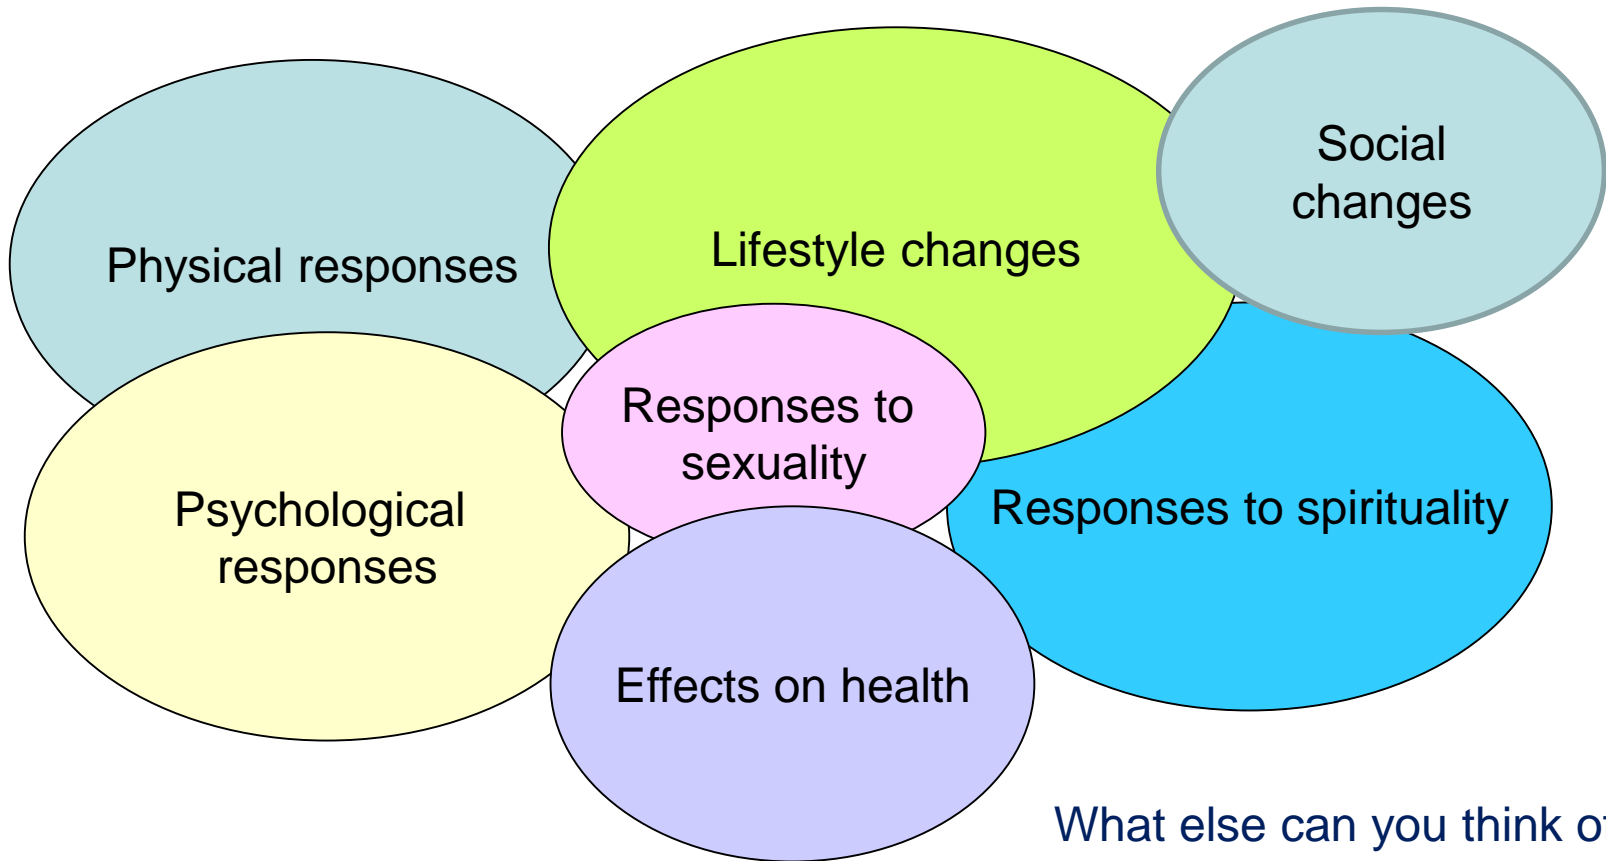 Social
changes
Lifestyle changes
Physical responses
Responses to
sexuality
Psychological
responses
Responses to spirituality
Effects on health
What else can you think of